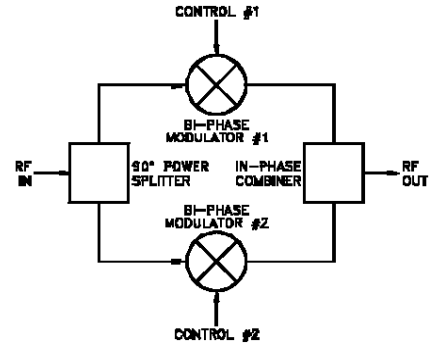 CONTROL #1
BI-PHASE
MODULATOR #1
RF
IN
90° POWER
SPLITTER
IN-PHASE
COMBINER
RF
OUT
BI-PHASE
MODULATOR #2
CONTROL #2